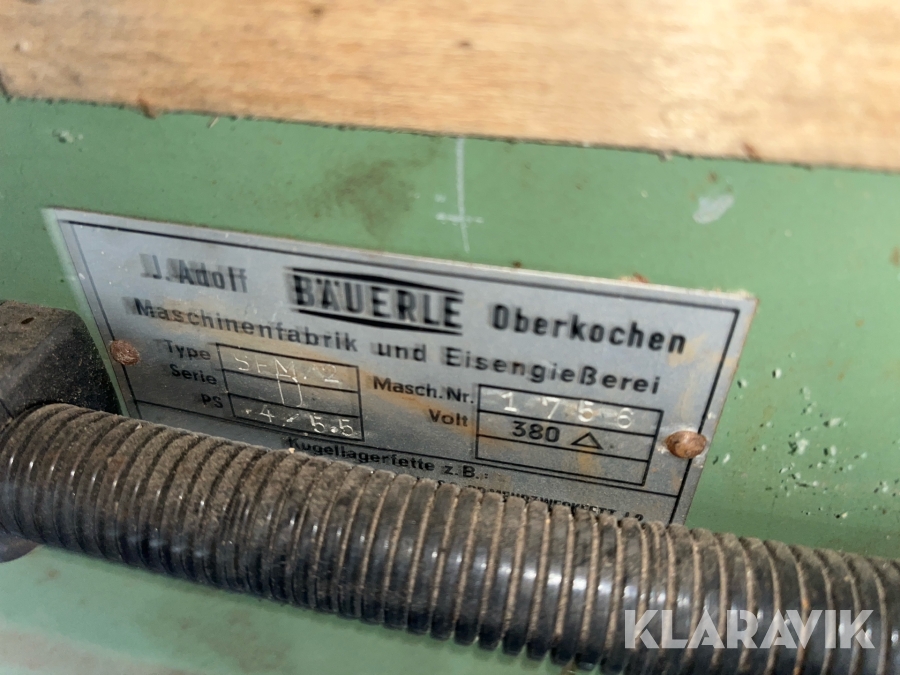 J. Adolf BÄUERLE Oberkochen
Maschinenfabrik und Eisengießerei
Type SFM. 2 Masch. Nr. 1 7 5 6
Serie D Volt 380 △
PS 4/5.5
Kugellagerfette z.B.:
KLARAVIK